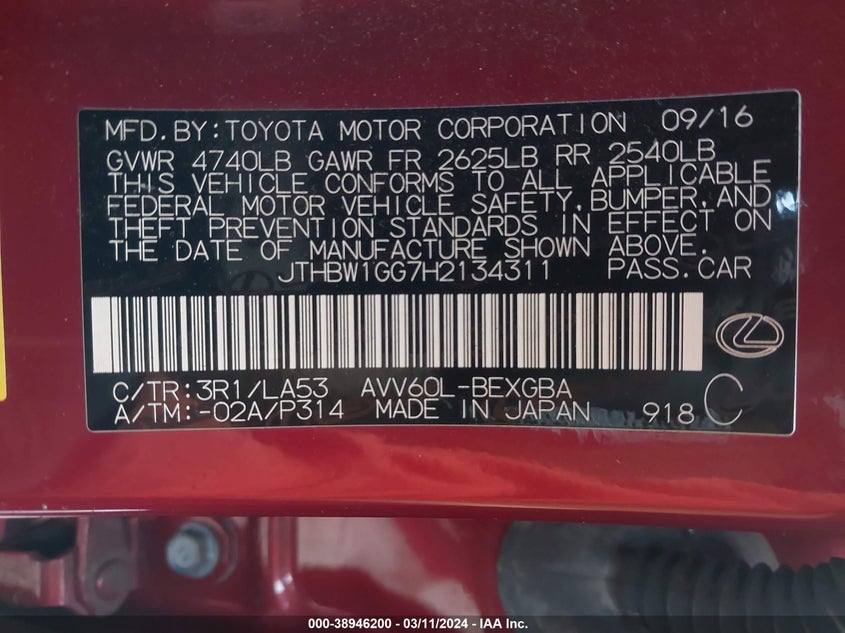 MFD.BY:TOYOTA MOTOR CORPORATION 09/16
GVWR 4740LB GAWR FR 2625LB RR 2540LB
THIS VEHICLE CONFORMS TO ALL APPLICABLE
FEDERAL MOTOR VEHICLE SAFETY,BUMPER,AND
THEFT PREVENTION STANDARDS IN EFFECT ON
THE DATE OF MANUFACTURE SHOWN ABOVE.
JTHBW1GG7H2134311 PASS.CAR
C/TR:3R1/LA53 AVV60L-BEXGBA
A/TM:-02A/P314 MADE IN JAPAN 918 C
000-38946200 - 03/11/2024 - IAA Inc.